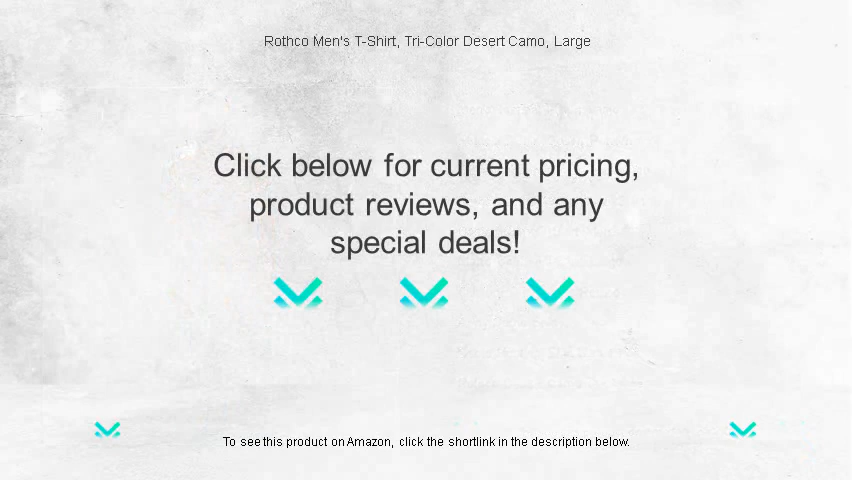 Rothco Men's T-Shirt, Tri-Color Desert Camo, Large
Click below for current pricing,
product reviews, and any
special deals!
To see this product on Amazon, click the shortlink in the description below.